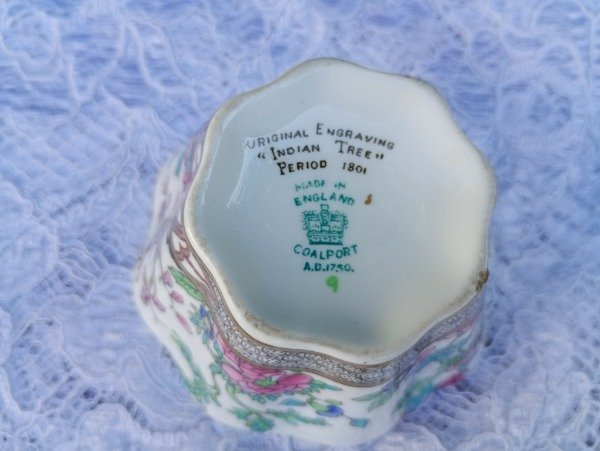 ORIGINAL ENGRAVING
"INDIAN TREE"
PERIOD 1801
MADE IN
ENGLAND
COALPORT
A.D.1750.
9